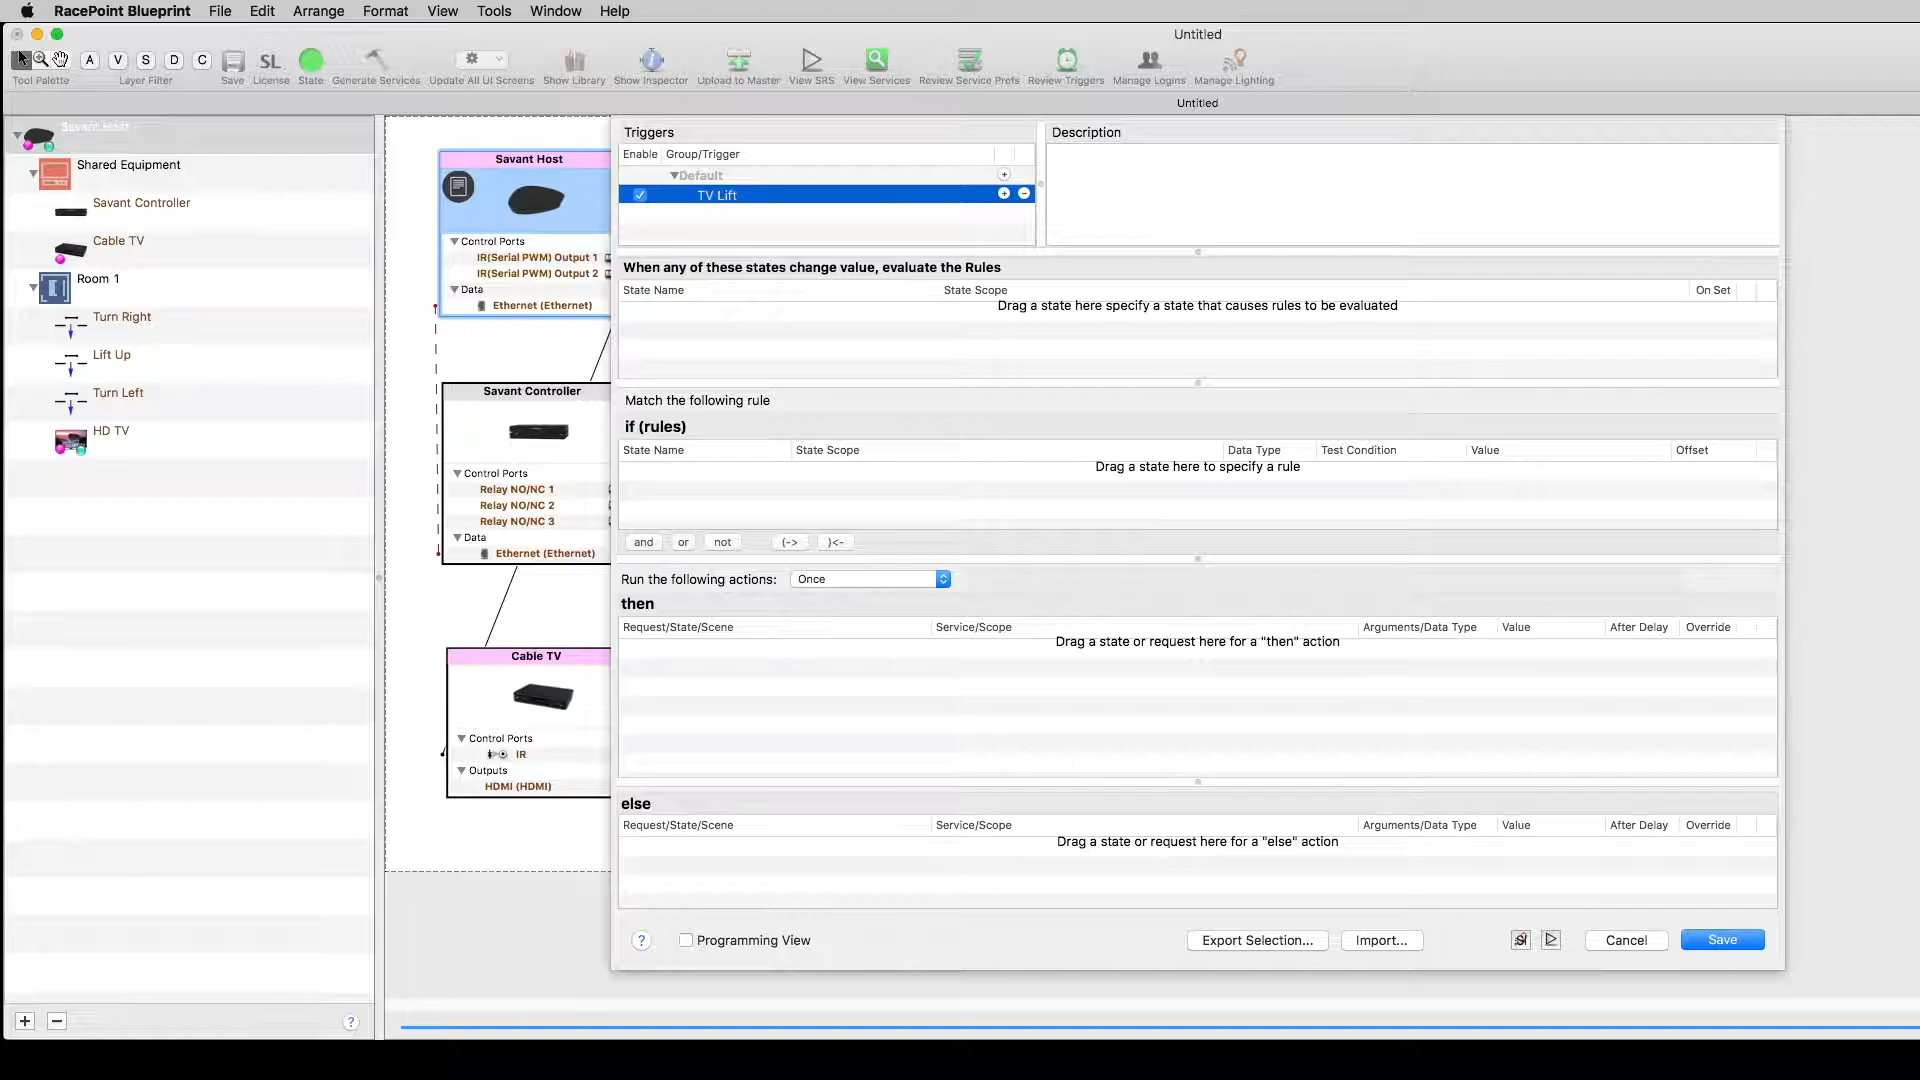 RacePoint Blueprint File Edit Arrange Format View Tools Window Help
Untitled
A V S D C SL
Tool Palette Layer Filter Save License State Generate Services Update All UI Screens Show Library Show Inspector Upload to Master View SRS View Services Review Service Prefs Review Triggers Manage Logins Manage Lighting
Untitled
Savant Host
Shared Equipment
Savant Controller
Cable TV
Room 1
Turn Right
Lift Up
Turn Left
HD TV
Savant Host
Control Ports
IR(Serial PWM) Output 1
IR(Serial PWM) Output 2
Data
Ethernet (Ethernet)
Savant Controller
Control Ports
Relay NO/NC 1
Relay NO/NC 2
Relay NO/NC 3
Data
Ethernet (Ethernet)
Cable TV
Control Ports
IR
Outputs
HDMI (HDMI)
Triggers
Enable Group/Trigger
Default
TV Lift
Description
When any of these states change value, evaluate the Rules
State Name State Scope On Set
Drag a state here specify a state that causes rules to be evaluated
Match the following rule
if (rules)
State Name State Scope Data Type Test Condition Value Offset
Drag a state here to specify a rule
and or not (-> )<-
Run the following actions: Once
then
Request/State/Scene Service/Scope Arguments/Data Type Value After Delay Override
Drag a state or request here for a "then" action
else
Request/State/Scene Service/Scope Arguments/Data Type Value After Delay Override
Drag a state or request here for a "else" action
? Programming View Export Selection... Import... Cancel Save
+ − ?